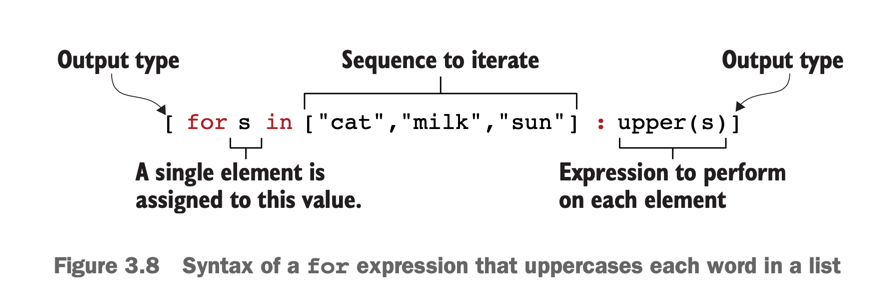 Output type
Sequence to iterate
Output type
[ for s in ["cat","milk","sun"] : upper(s)]
A single element is
assigned to this value.
Expression to perform
on each element
Figure 3.8 Syntax of a for expression that uppercases each word in a list